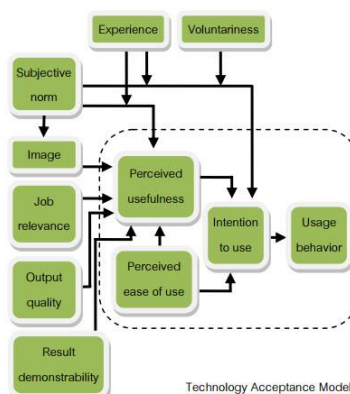 Experience
Voluntariness
Subjective
norm
Image
Job
relevance
Output
quality
Result
demonstrability
Perceived
usefulness
Perceived
ease of use
Intention
to use
Usage
behavior
Technology Acceptance Model